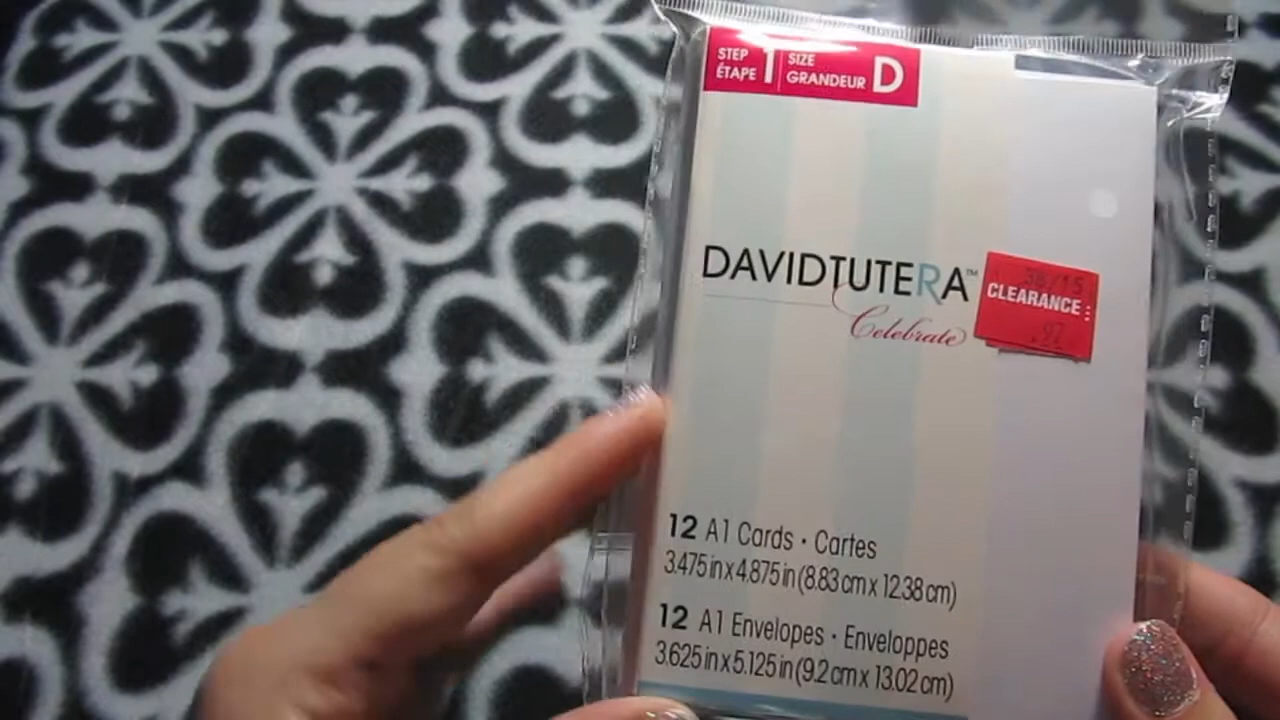 STEP
ÉTAPE
1
SIZE
GRANDEUR
D
DAVIDTUTERA™
Celebrate
CLEARANCE:
.97
12 A1 Cards · Cartes
3.475 in x 4.875 in (8.83 cm x 12.38 cm)
12 A1 Envelopes · Enveloppes
3.625 in x 5.125 in (9.2 cm x 13.02 cm)